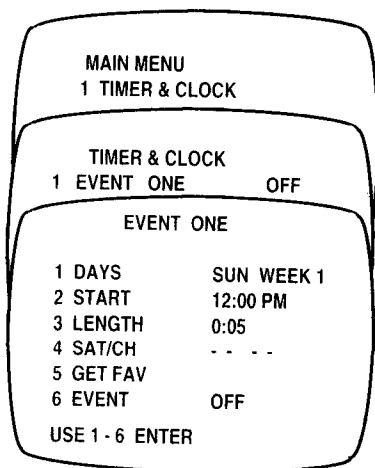 MAIN MENU
1 TIMER & CLOCK
TIMER & CLOCK
1 EVENT ONE OFF
EVENT ONE
1 DAYS SUN WEEK 1
2 START 12:00 PM
3 LENGTH 0:05
4 SAT/CH - - - -
5 GET FAV
6 EVENT OFF
USE 1 - 6 ENTER